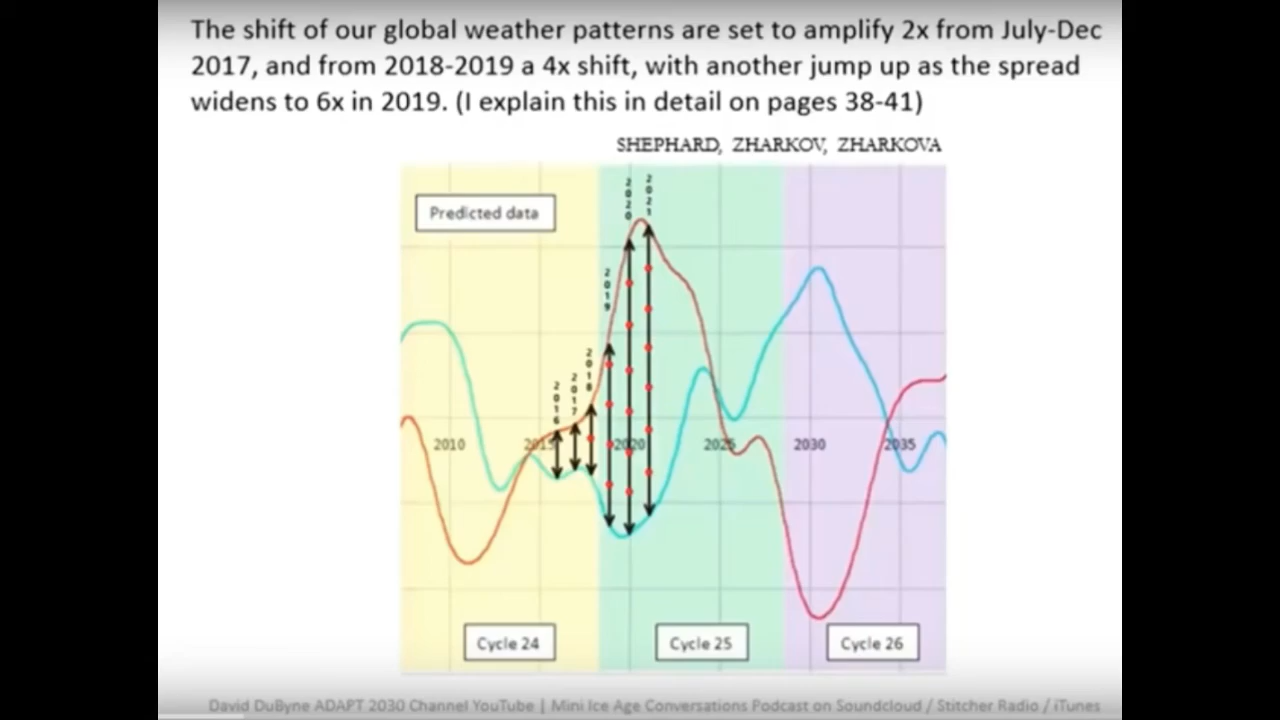 The shift of our global weather patterns are set to amplify 2x from July-Dec
2017, and from 2018-2019 a 4x shift, with another jump up as the spread
widens to 6x in 2019. (I explain this in detail on pages 38-41)
SHEPHARD, ZHARKOV, ZHARKOVA
Predicted data
2016
2017
2018
2019
2020
2021
2010 2015 2020 2025 2030 2035
Cycle 24 Cycle 25 Cycle 26
David DuByne ADAPT 2030 Channel YouTube | Mini Ice Age Conversations Podcast on Soundcloud / Stitcher Radio / iTunes